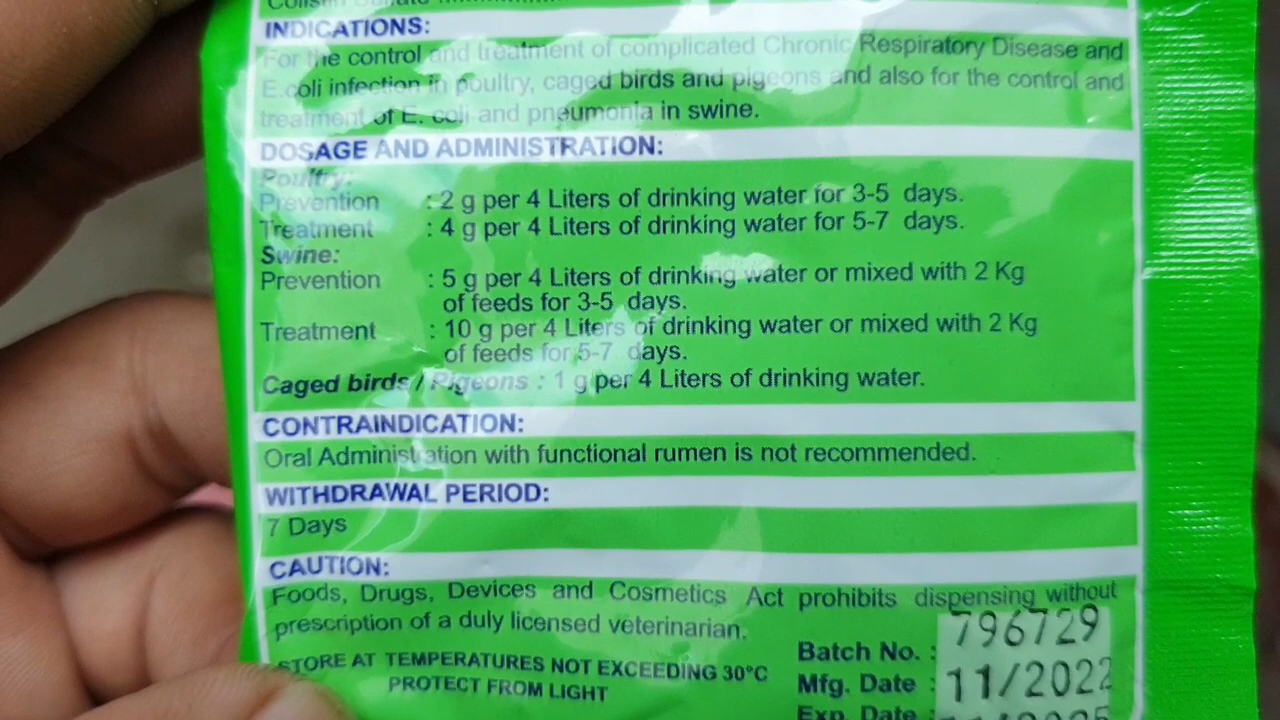 Colistin Sulfate
INDICATIONS:
For the control and treatment of complicated Chronic Respiratory Disease and
E.coli infection in poultry, caged birds and pigeons and also for the control and
treatment of E. coli and pneumonia in swine.
DOSAGE AND ADMINISTRATION:
Poultry:
Prevention : 2 g per 4 Liters of drinking water for 3-5 days.
Treatment : 4 g per 4 Liters of drinking water for 5-7 days.
Swine:
Prevention : 5 g per 4 Liters of drinking water or mixed with 2 Kg
of feeds for 3-5 days.
Treatment : 10 g per 4 Liters of drinking water or mixed with 2 Kg
of feeds for 5-7 days.
Caged birds / Pigeons : 1 g per 4 Liters of drinking water.
CONTRAINDICATION:
Oral Administration with functional rumen is not recommended.
WITHDRAWAL PERIOD:
7 Days
CAUTION:
Foods, Drugs, Devices and Cosmetics Act prohibits dispensing without
prescription of a duly licensed veterinarian.
STORE AT TEMPERATURES NOT EXCEEDING 30°C
PROTECT FROM LIGHT
Batch No. : 796729
Mfg. Date : 11/2022
Exp. Date :